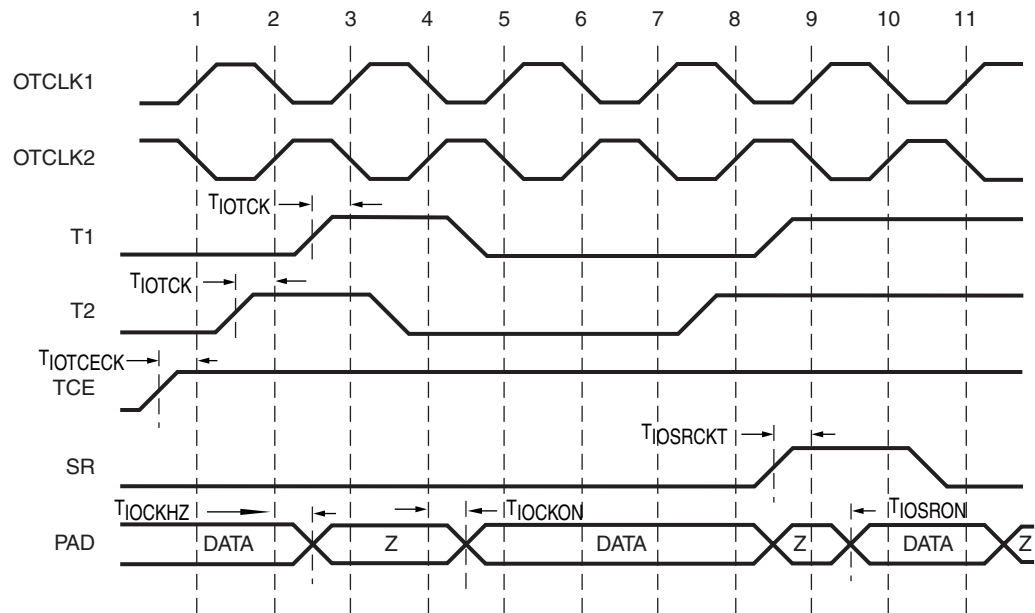 1 2 3 4 5 6 7 8 9 10 11
OTCLK1
OTCLK2
TIOTCK
T1
TIOTCK
T2
TIOTCECK
TCE
TIOSRCKT
SR
TIOCKHZ TIOCKON TIOSRON
PAD DATA Z DATA Z DATA Z